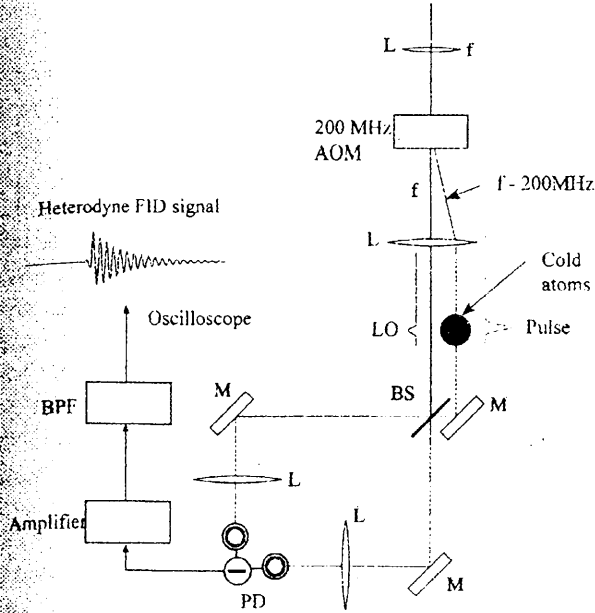 L f
200 MHz
AOM
f
f - 200MHz
Heterodyne FID signal
L
Cold
atoms
Oscilloscope
LO
Pulse
M
BS
M
BPF
L
L
Amplifier
M
PD